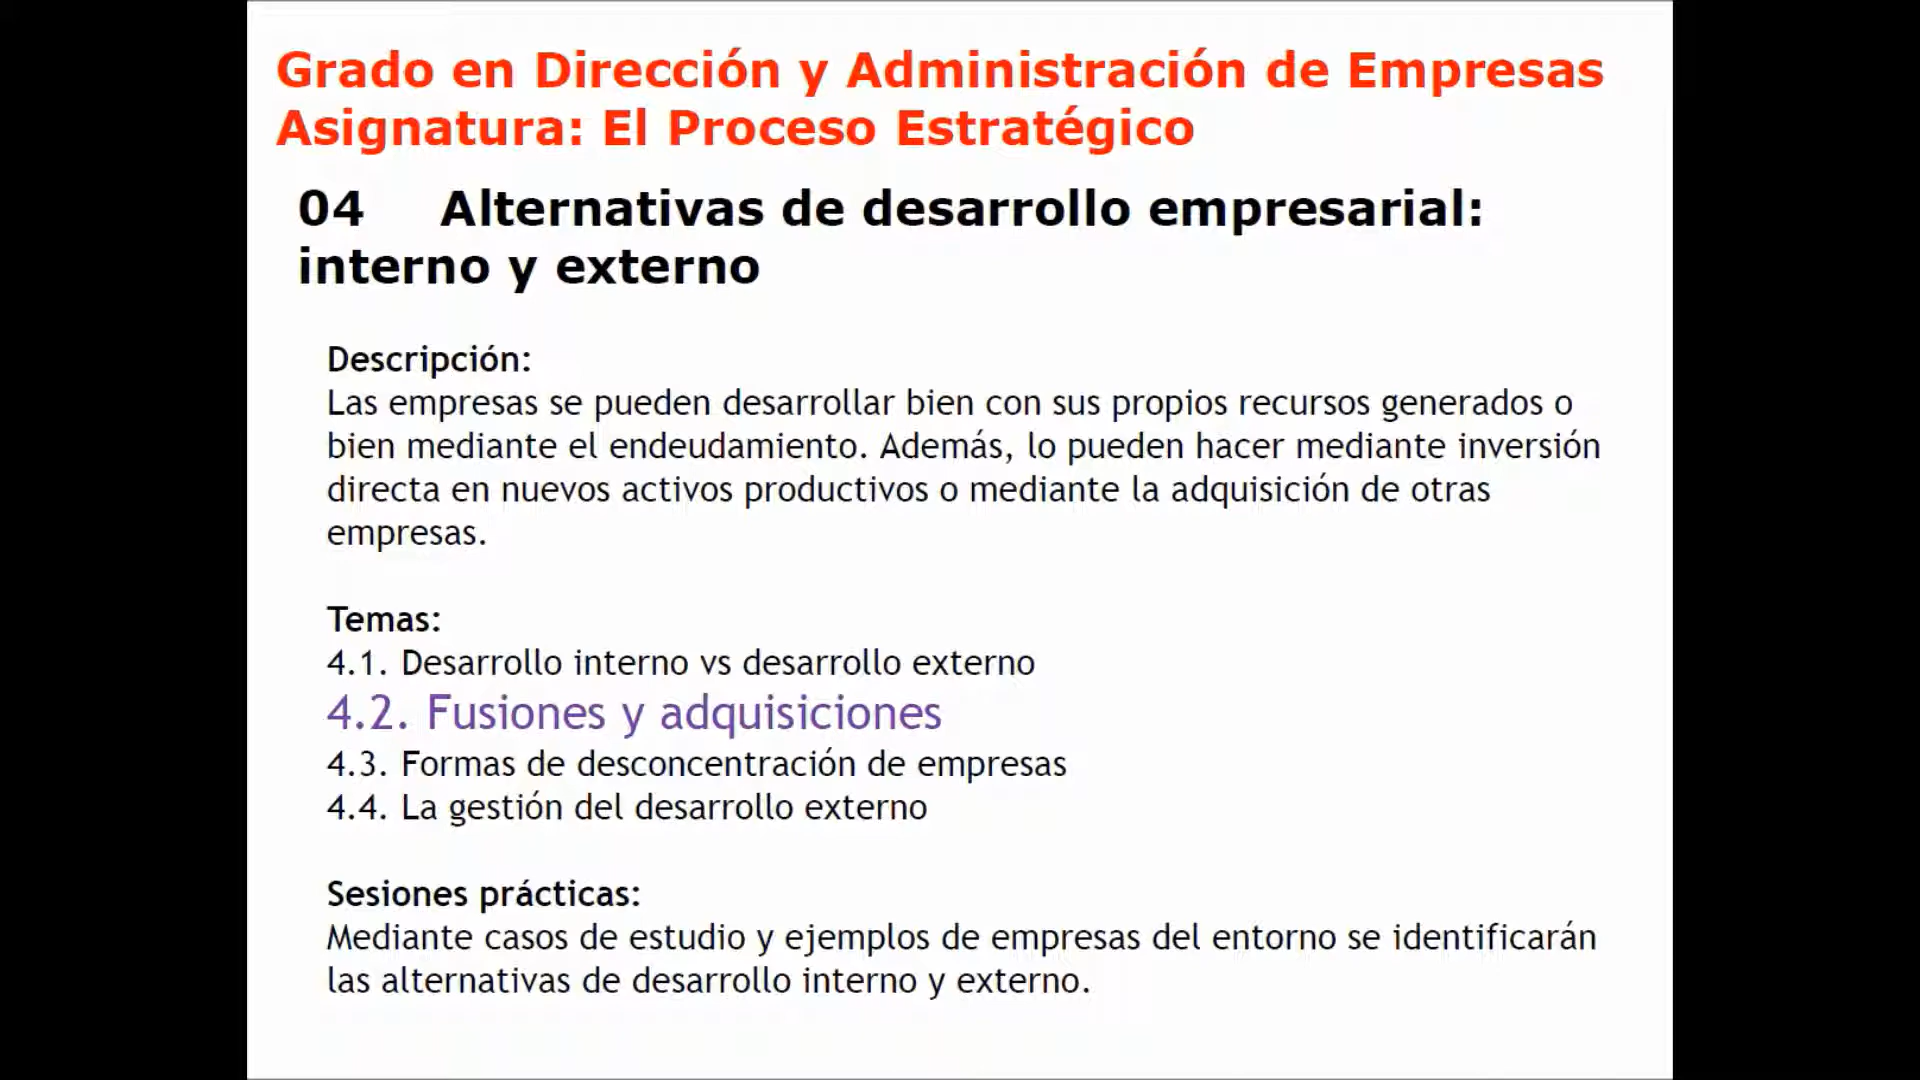 Grado en Dirección y Administración de Empresas
Asignatura: El Proceso Estratégico
04 Alternativas de desarrollo empresarial:
interno y externo
Descripción:
Las empresas se pueden desarrollar bien con sus propios recursos generados o
bien mediante el endeudamiento. Además, lo pueden hacer mediante inversión
directa en nuevos activos productivos o mediante la adquisición de otras
empresas.
Temas:
4.1. Desarrollo interno vs desarrollo externo
4.2. Fusiones y adquisiciones
4.3. Formas de desconcentración de empresas
4.4. La gestión del desarrollo externo
Sesiones prácticas:
Mediante casos de estudio y ejemplos de empresas del entorno se identificarán
las alternativas de desarrollo interno y externo.